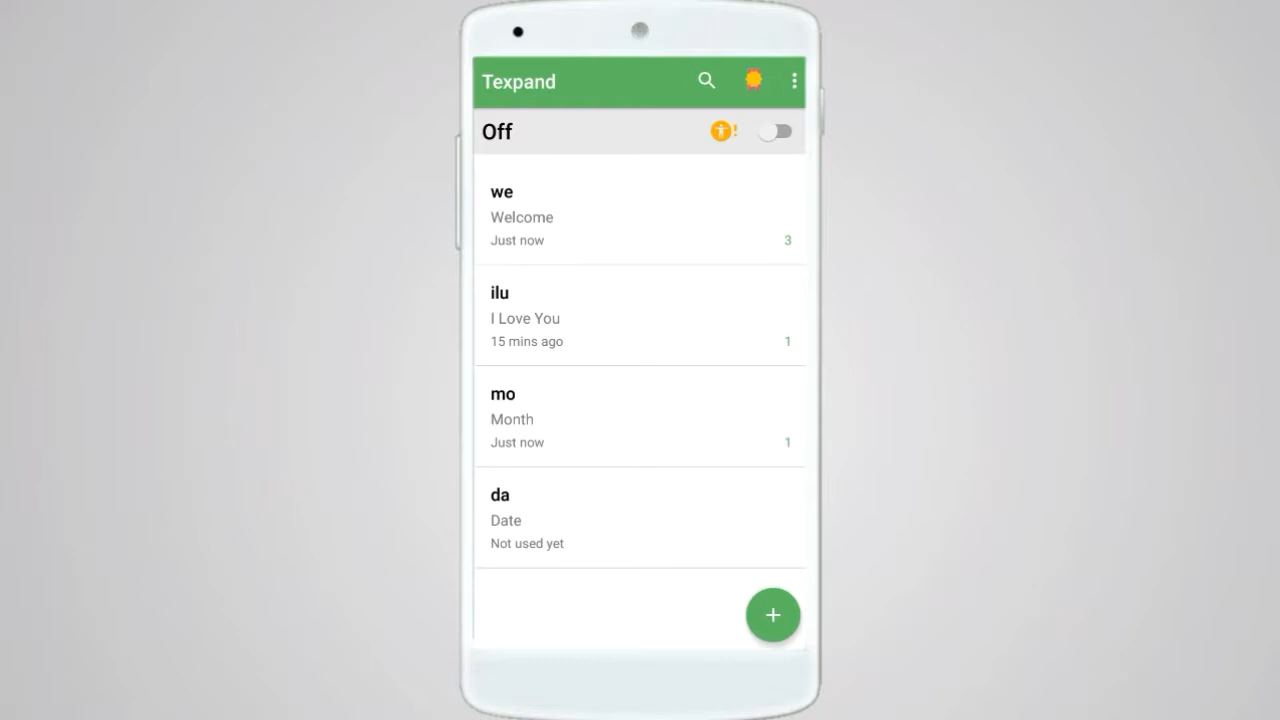 Texpand
Off
we
Welcome
Just now 3
ilu
I Love You
15 mins ago 1
mo
Month
Just now 1
da
Date
Not used yet